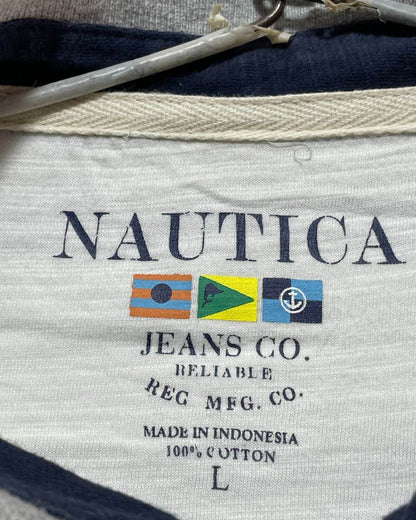 NAUTICA
JEANS CO.
RELIABLE
REG MFG. CO.
MADE IN INDONESIA
100% COTTON
L